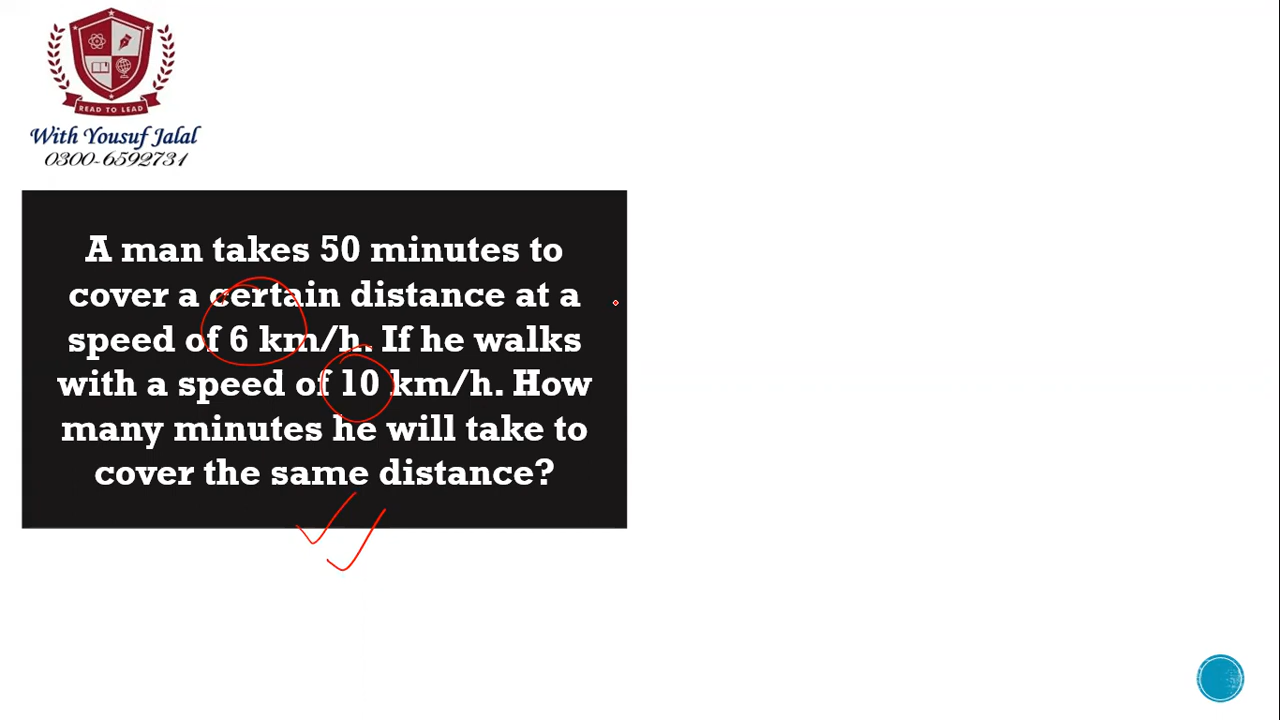 READ TO LEAD
With Yousuf Jalal
0300-6592731
A man takes 50 minutes to
cover a certain distance at a
speed of 6 km/h. If he walks
with a speed of 10 km/h. How
many minutes he will take to
cover the same distance?